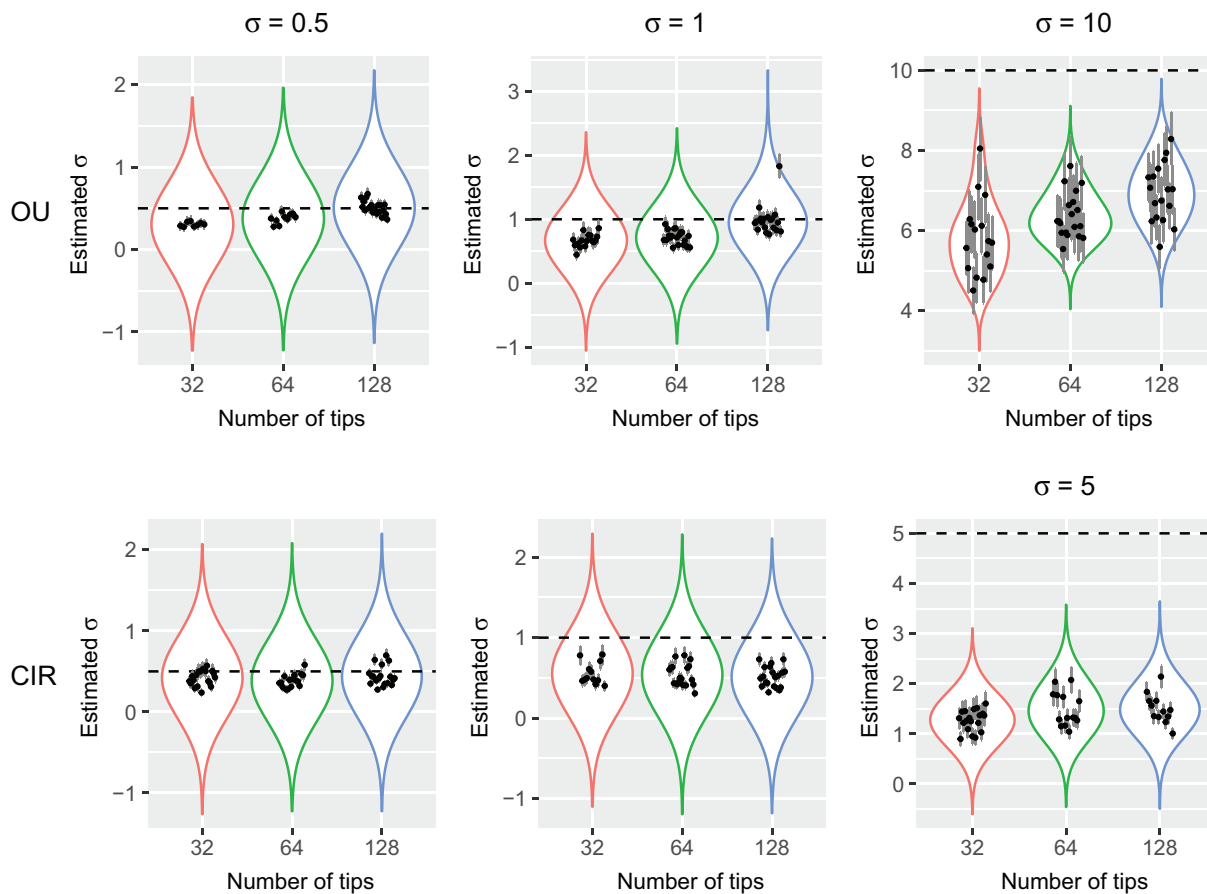 σ = 0.5
σ = 1
σ = 10
OU
Estimated σ
2
1
0
−1
32
64
128
Number of tips
Estimated σ
3
2
1
0
−1
32
64
128
Number of tips
Estimated σ
10
8
6
4
32
64
128
Number of tips
σ = 5
CIR
Estimated σ
2
1
0
−1
32
64
128
Number of tips
Estimated σ
2
1
0
−1
32
64
128
Number of tips
Estimated σ
5
4
3
2
1
0
32
64
128
Number of tips